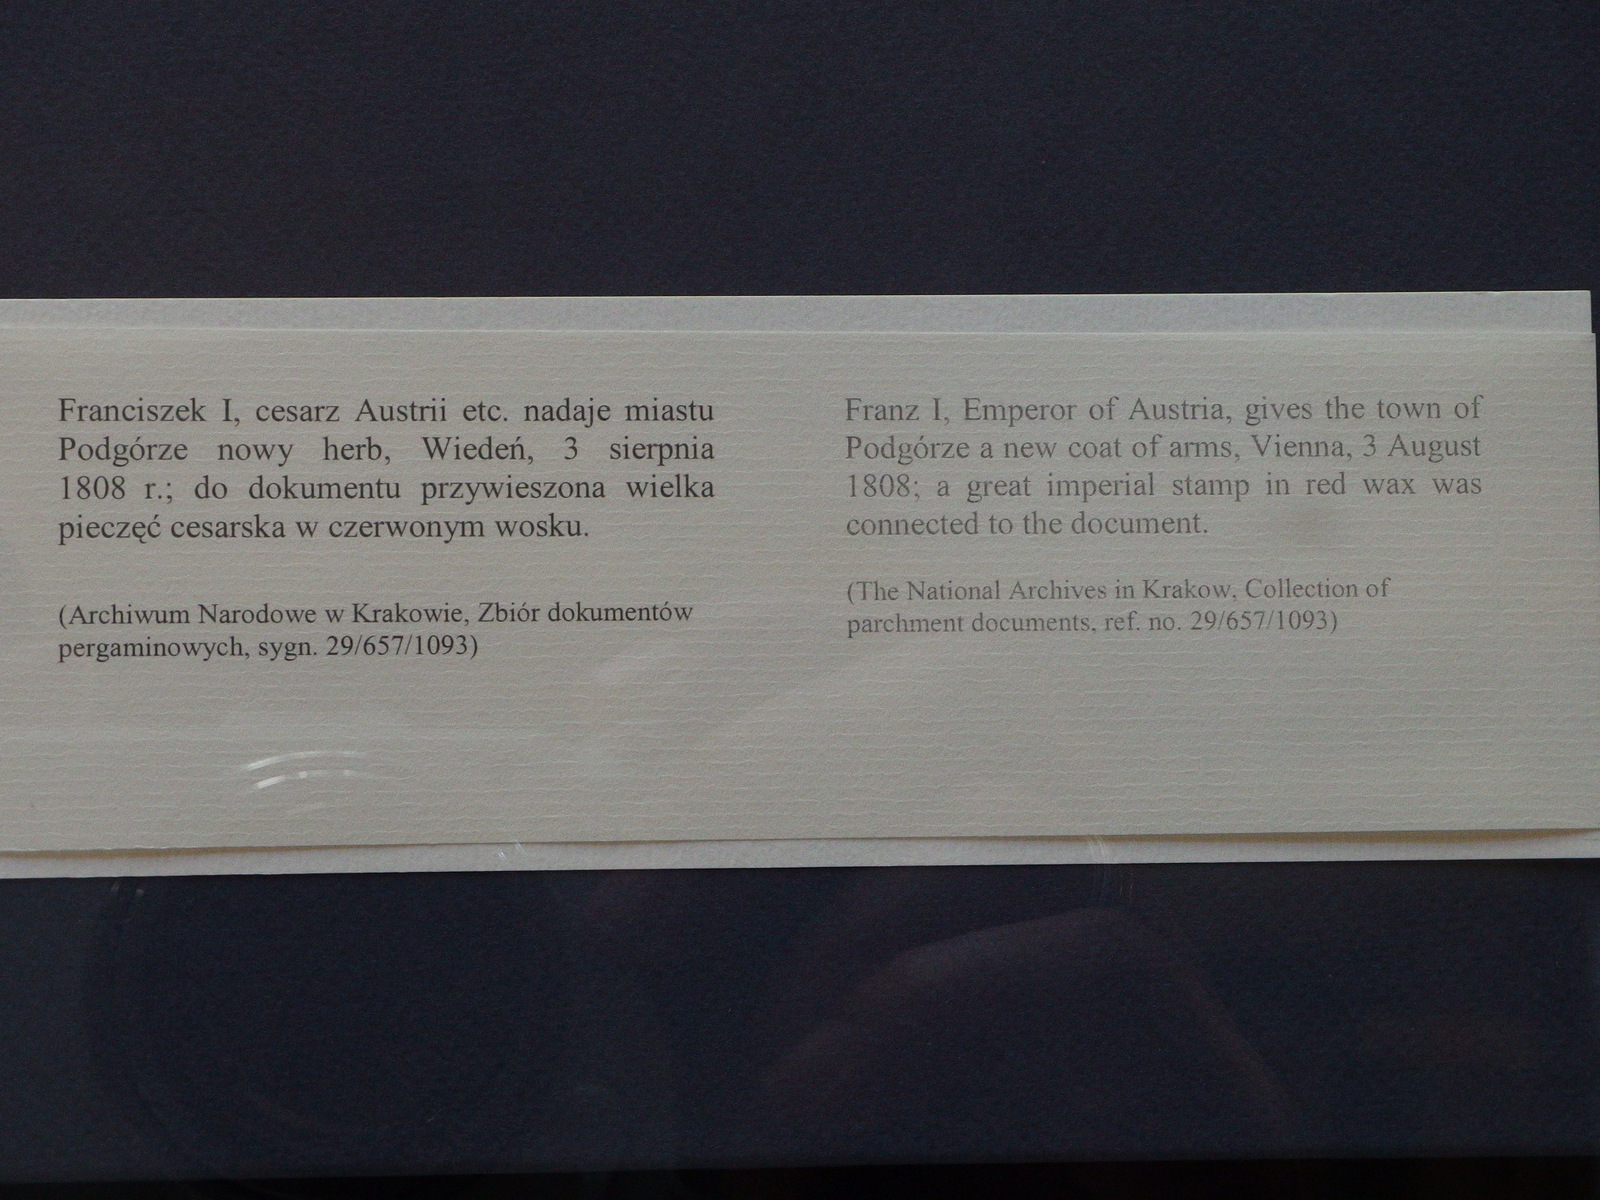 Franciszek I, cesarz Austrii etc. nadaje miastu
Podgórze nowy herb, Wiedeń, 3 sierpnia
1808 r.; do dokumentu przywieszona wielka
pieczęć cesarska w czerwonym wosku.
(Archiwum Narodowe w Krakowie, Zbiór dokumentów
pergaminowych, sygn. 29/657/1093)
Franz I, Emperor of Austria, gives the town of
Podgórze a new coat of arms, Vienna, 3 August
1808; a great imperial stamp in red wax was
connected to the document.
(The National Archives in Krakow, Collection of
parchment documents, ref. no. 29/657/1093)